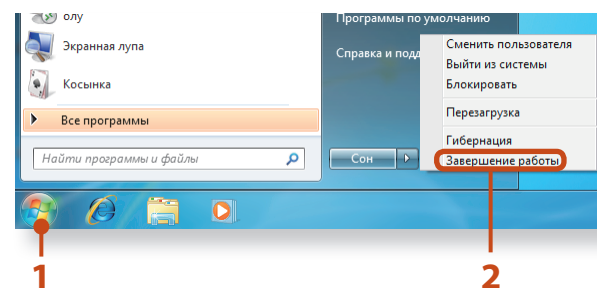 олу
Экранная лупа
Косынка
Все программы
Найти программы и файлы
Программы по умолчанию
Справка и подд
Сон
Сменить пользователя
Выйти из системы
Блокировать
Перезагрузка
Гибернация
Завершение работы
1
2